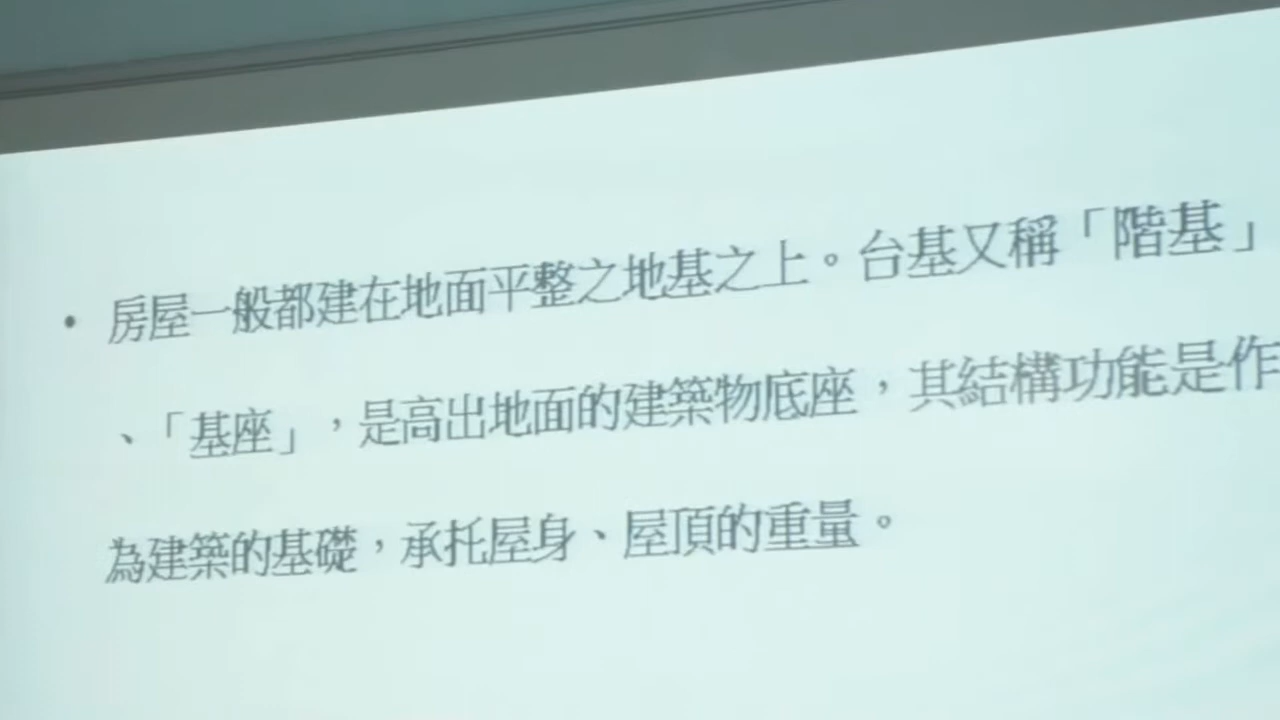 • 房屋一般都建在地面平整之地基之上。台基又稱「階基」
、「基座」，是高出地面的建築物底座，其結構功能是作
為建築的基礎，承托屋身、屋頂的重量。